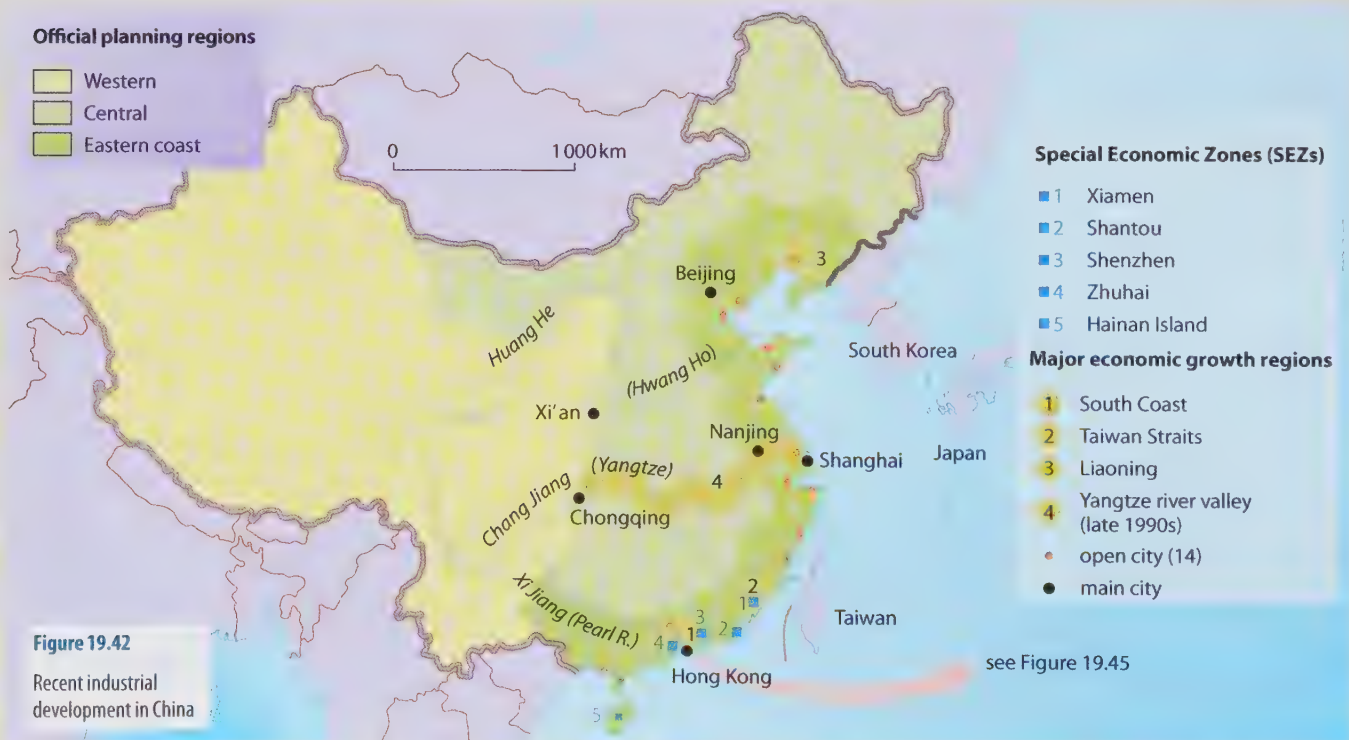 Official planning regions
Western
Central
Eastern coast
0 1000km
Special Economic Zones (SEZs)
1 Xiamen
2 Shantou
3 Shenzhen
4 Zhuhai
5 Hainan Island
Major economic growth regions
1 South Coast
2 Taiwan Straits
3 Liaoning
4 Yangtze river valley
(late 1990s)
open city (14)
main city
Beijing
3
Huang He
(Hwang Ho)
South Korea
Xi'an
Nanjing
Shanghai
Japan
(Yangtze)
4
Chang Jiang
Chongqing
Xi Jiang (Pearl R.)
2
1
3
2
1
4
Taiwan
Hong Kong
see Figure 19.45
5
Figure 19.42
Recent industrial
development in China